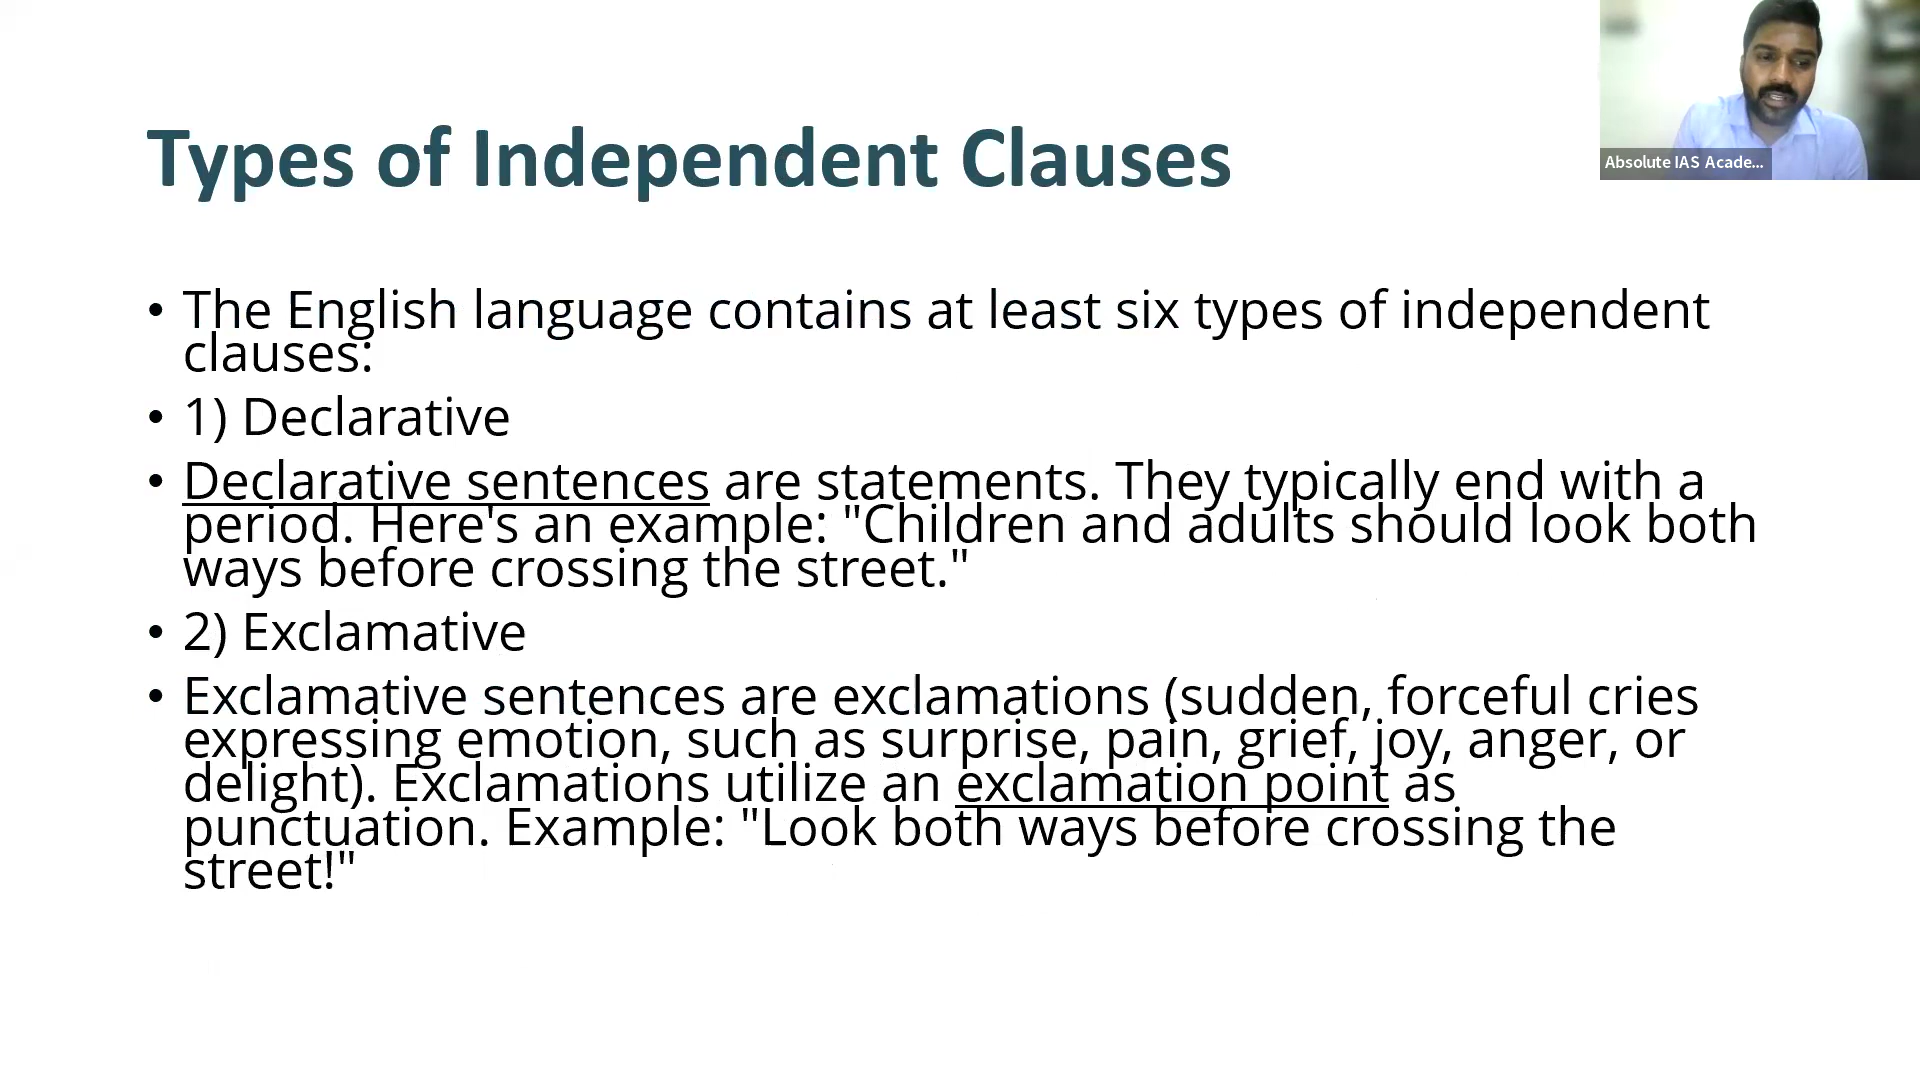 Absolute IAS Acade...
Types of Independent Clauses
• The English language contains at least six types of independent
clauses:
• 1) Declarative
• Declarative sentences are statements. They typically end with a
period. Here's an example: "Children and adults should look both
ways before crossing the street."
• 2) Exclamative
• Exclamative sentences are exclamations (sudden, forceful cries
expressing emotion, such as surprise, pain, grief, joy, anger, or
delight). Exclamations utilize an exclamation point as
punctuation. Example: "Look both ways before crossing the
street!"